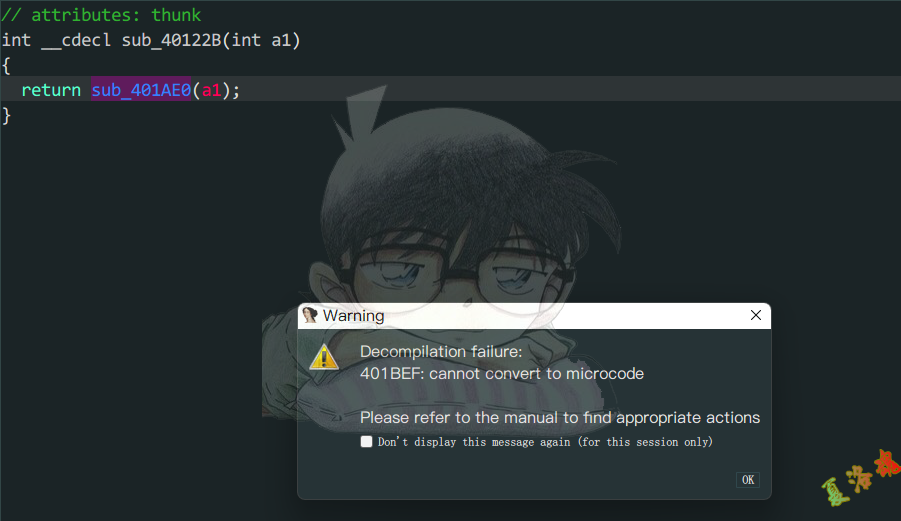 // attributes: thunk
int __cdecl sub_40122B(int a1)
{
  return sub_401AE0(a1);
}
Warning
Decompilation failure:
401BEF: cannot convert to microcode
Please refer to the manual to find appropriate actions
Don't display this message again (for this session only)
OK